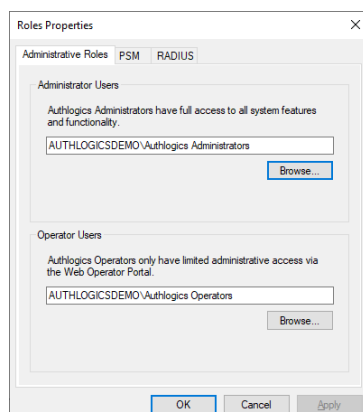 Roles Properties
Administrative Roles PSM RADIUS
Administrator Users
Authlogics Administrators have full access to all system features
and functionality.
AUTHLOGICSDEMO\Authlogics Administrators
Browse...
Operator Users
Authlogics Operators only have limited administrative access via
the Web Operator Portal.
AUTHLOGICSDEMO\Authlogics Operators
Browse...
OK Cancel Apply